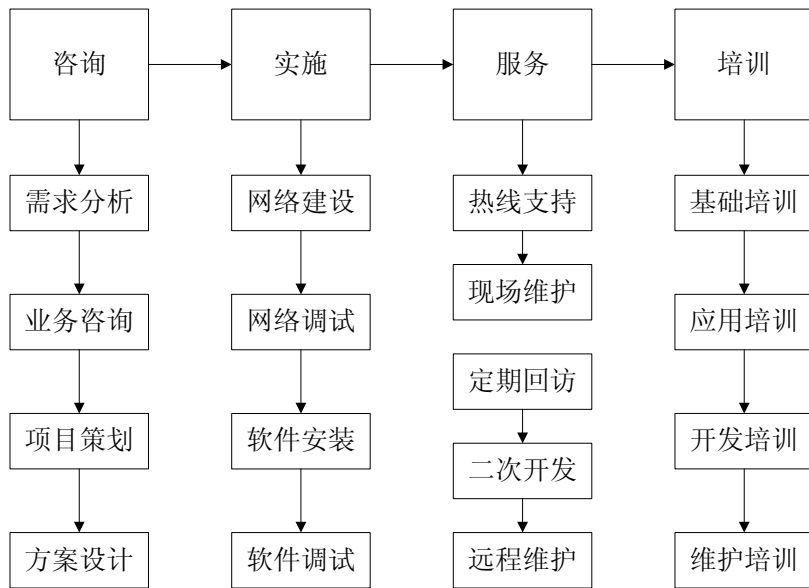 咨询
实施
服务
培训
需求分析
网络建设
热线支持
基础培训
现场维护
业务咨询
网络调试
应用培训
定期回访
项目策划
软件安装
开发培训
二次开发
方案设计
软件调试
远程维护
维护培训